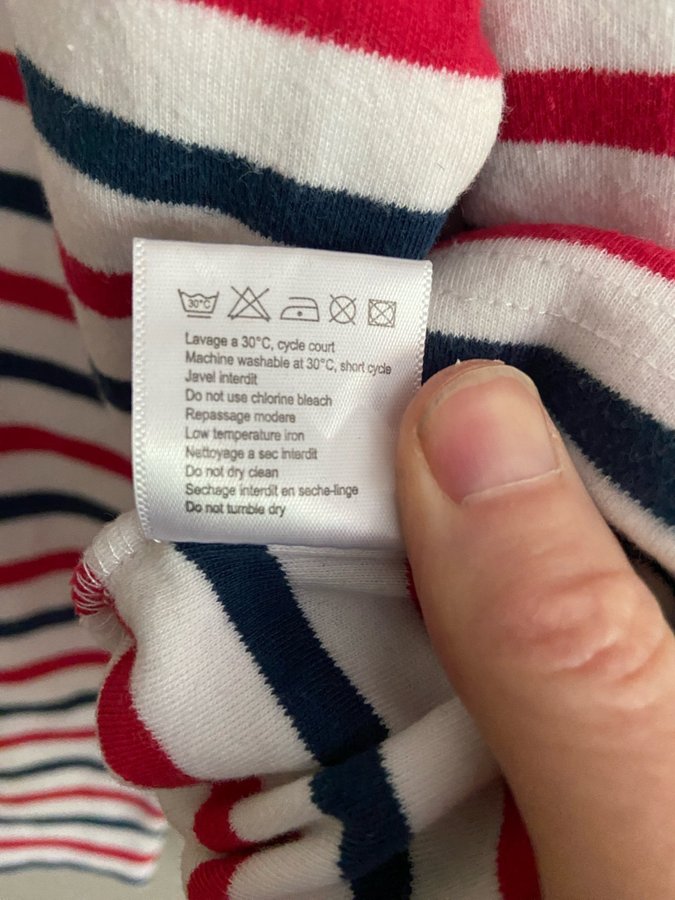 30°C
Lavage a 30°C, cycle court
Machine washable at 30°C, short cycle
Javel interdit
Do not use chlorine bleach
Repassage modere
Low temperature iron
Nettoyage a sec interdit
Do not dry clean
Sechage interdit en seche-linge
Do not tumble dry